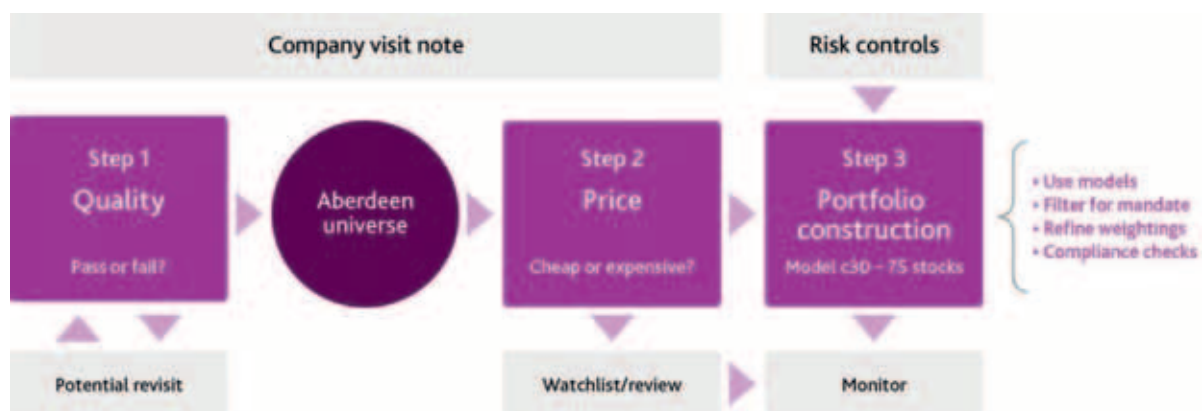 Company visit note
Risk controls
Step 1
Quality
Pass or fail?
Aberdeen
universe
Step 2
Price
Cheap or expensive?
Step 3
Portfolio
construction
Model c30 – 75 stocks
• Use models
• Filter for mandate
• Refine weightings
• Compliance checks
Potential revisit
Watchlist/review
Monitor